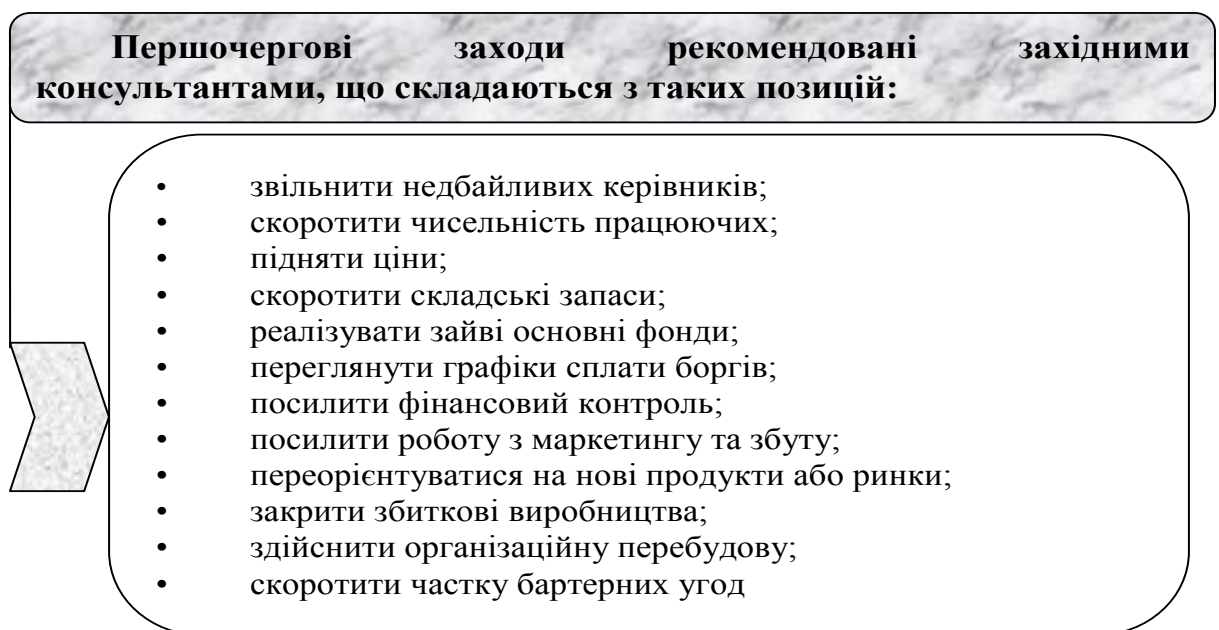 Першочергові заходи рекомендовані західними
консультантами, що складаються з таких позицій:
• звільнити недбайливих керівників;
• скоротити чисельність працюючих;
• підняти ціни;
• скоротити складські запаси;
• реалізувати зайві основні фонди;
• переглянути графіки сплати боргів;
• посилити фінансовий контроль;
• посилити роботу з маркетингу та збуту;
• переорієнтуватися на нові продукти або ринки;
• закрити збиткові виробництва;
• здійснити організаційну перебудову;
• скоротити частку бартерних угод